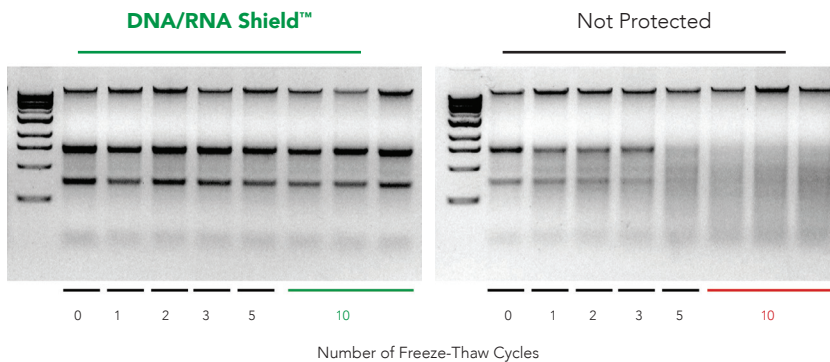 DNA/RNA Shield™ Not Protected
0 1 2 3 5 10 0 1 2 3 5 10
Number of Freeze-Thaw Cycles